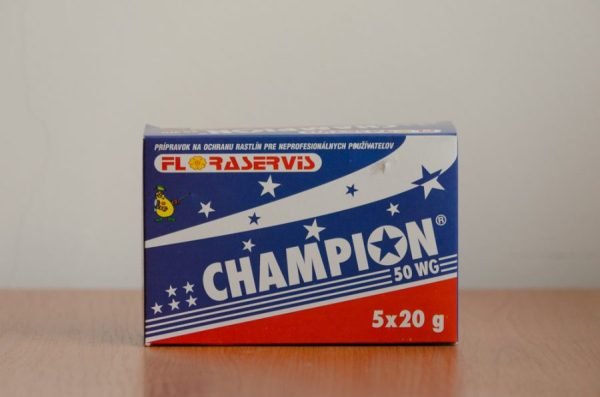 PRÍPRAVOK NA OCHRANU RASTLÍN PRE NEPROFESIONÁLNYCH POUŽÍVATEĽOV
FLORASERVIS
CHAMPION®
50 WG
5x20 g